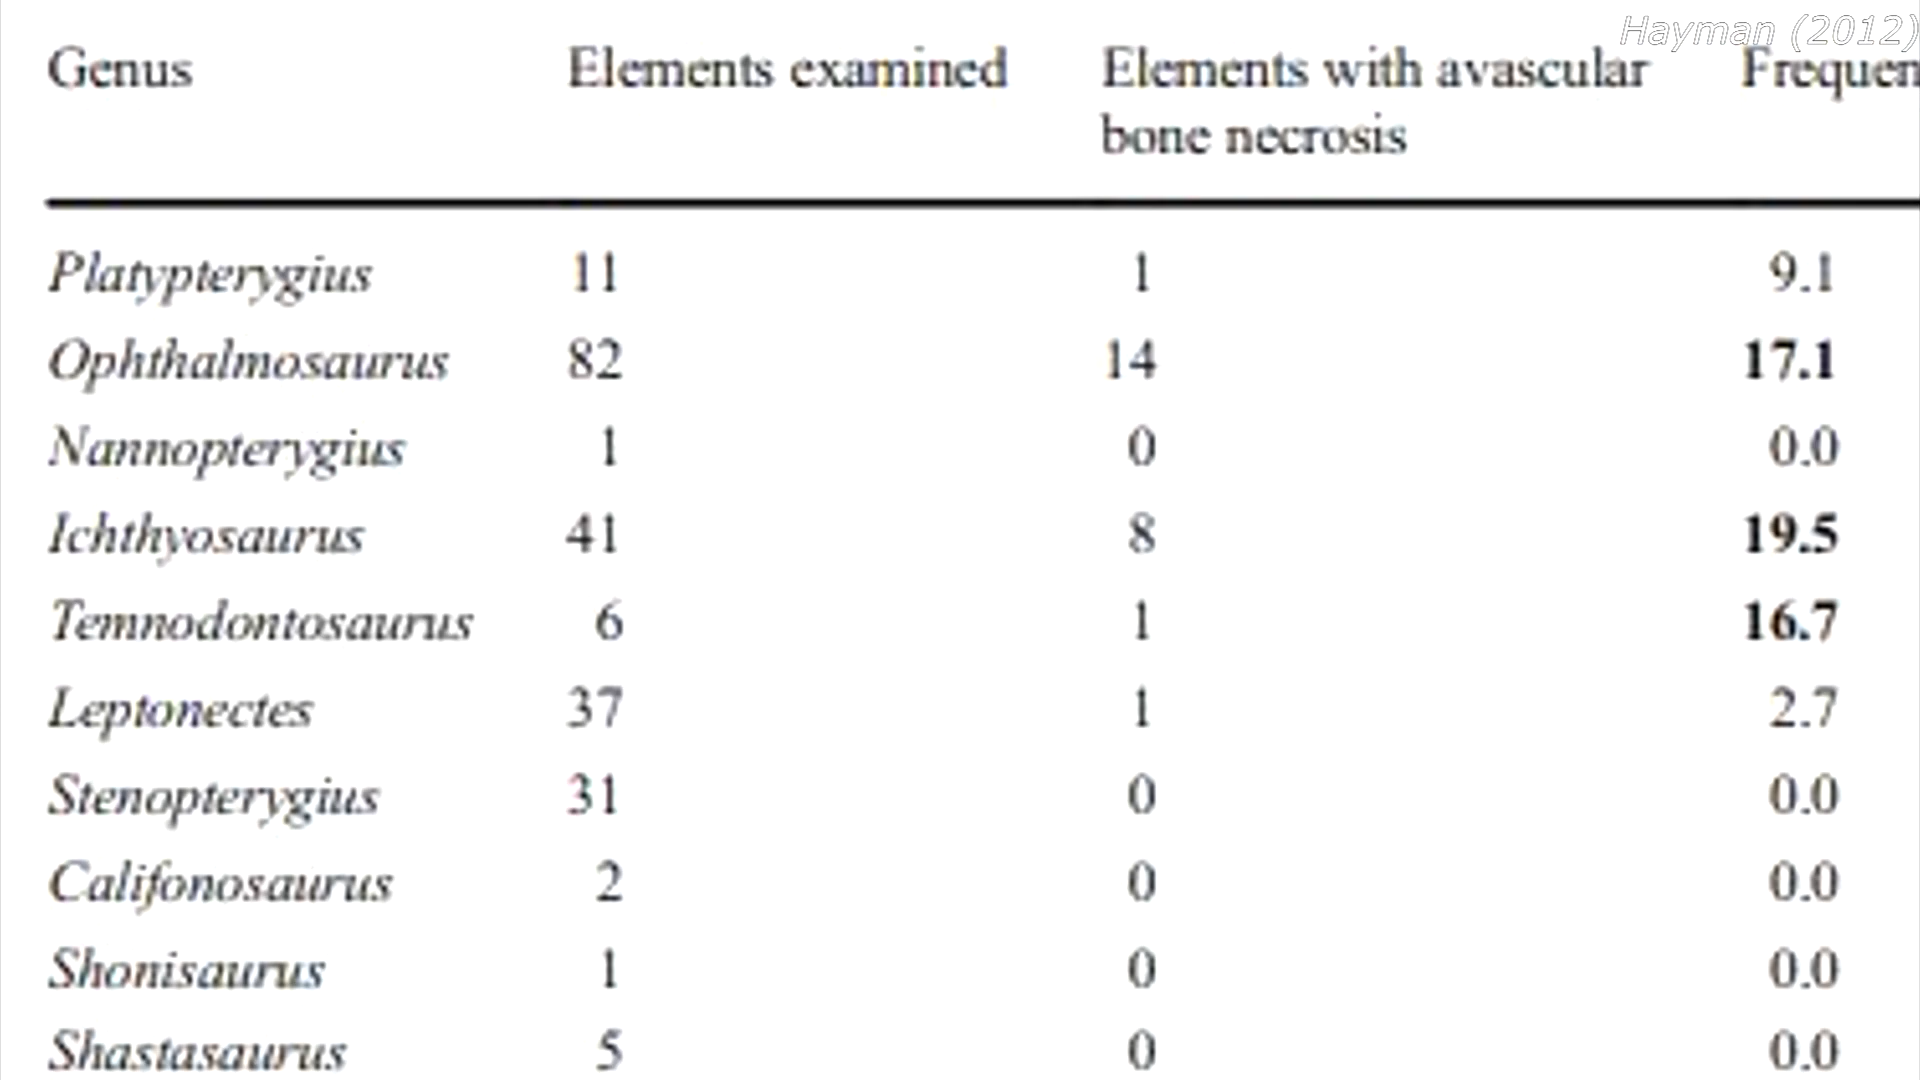 Hayman (2012)
Genus Elements examined Elements with avascular Frequen
bone necrosis
Platypterygius 11 1 9.1
Ophthalmosaurus 82 14 17.1
Nannopterygius 1 0 0.0
Ichthyosaurus 41 8 19.5
Temnodontosaurus 6 1 16.7
Leptonectes 37 1 2.7
Stenopterygius 31 0 0.0
Califonosaurus 2 0 0.0
Shonisaurus 1 0 0.0
Shastasaurus 5 0 0.0